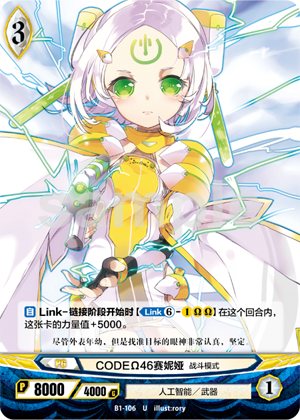 3
自 Link-链接阶段开始时【Link 6 - 1 Ω Ω】在这个回合内，
这张卡的力量值＋5000。
尽管外表年幼，但是找准目标的眼神非常认真、坚定。
CODEΩ46赛妮娅 战斗模式
P 8000 4000 G 人工智能／武器 1
B1-106 U illust:rory